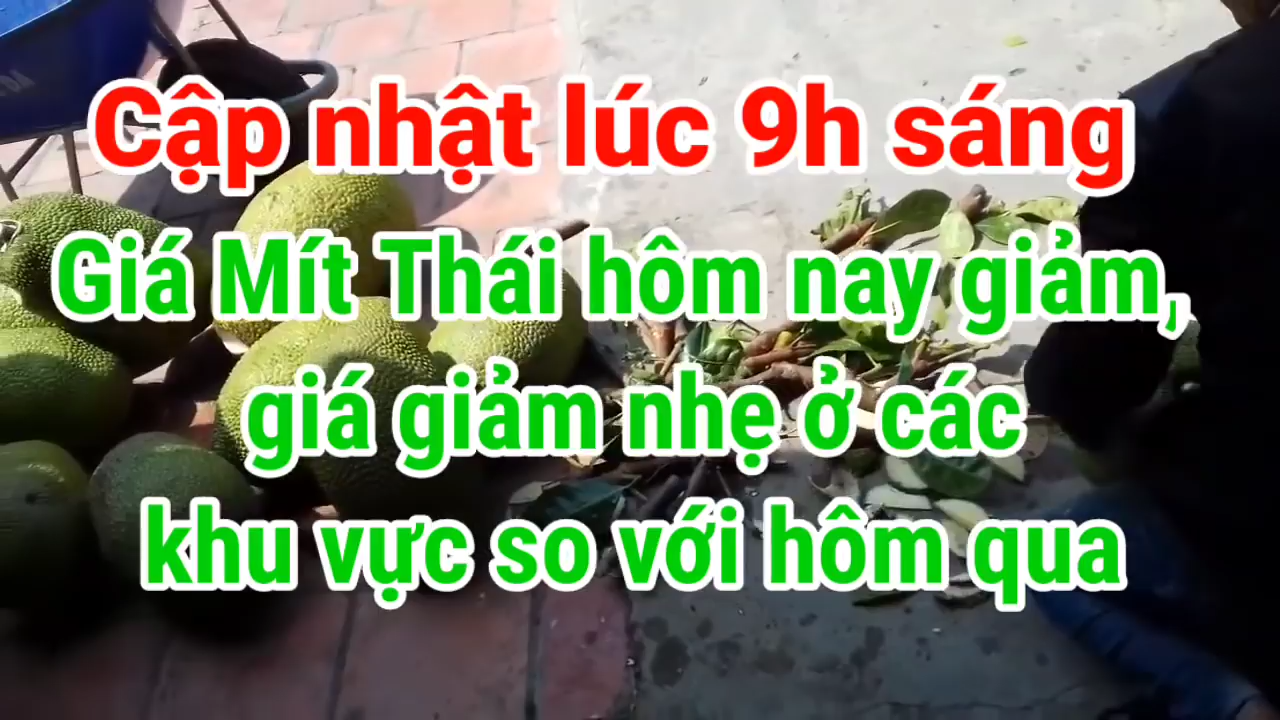 Cập nhật lúc 9h sáng
Giá Mít Thái hôm nay giảm,
giá giảm nhẹ ở các
khu vực so với hôm qua